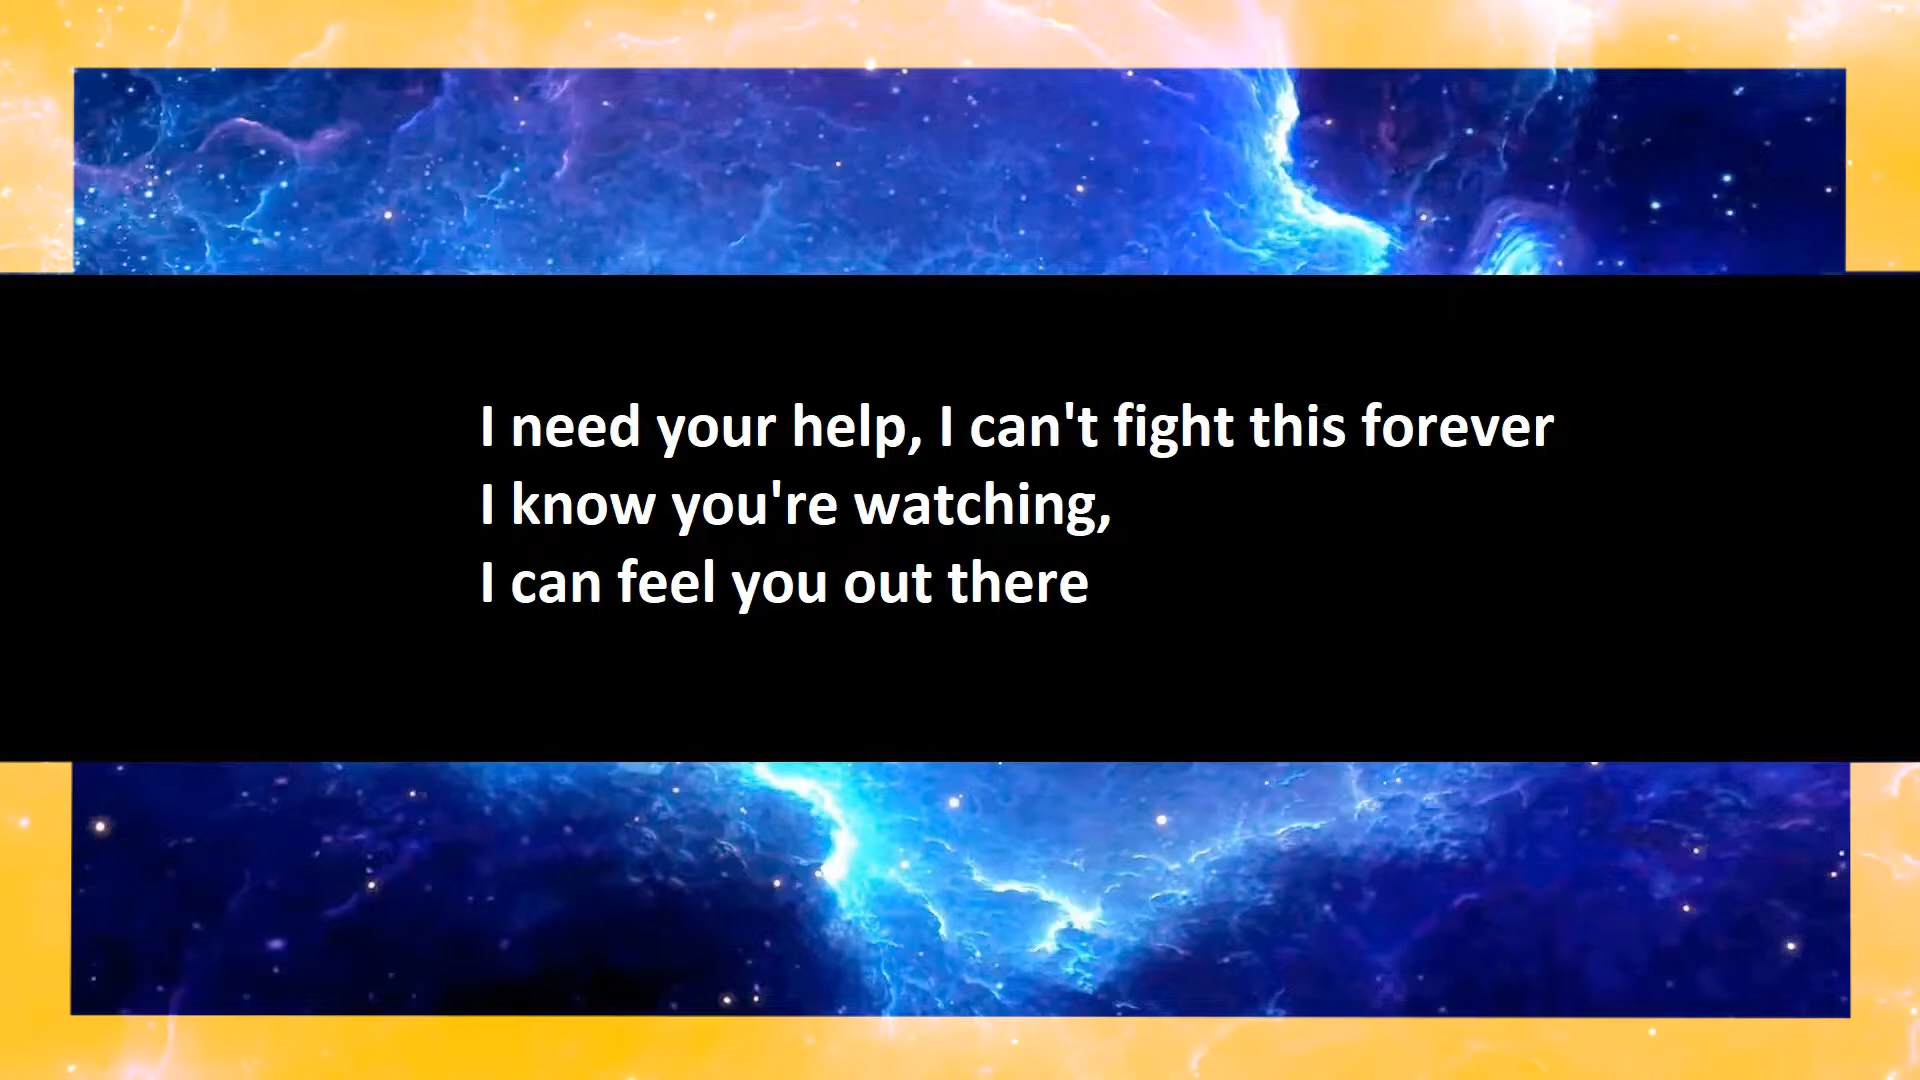 I need your help, I can't fight this forever
I know you're watching,
I can feel you out there